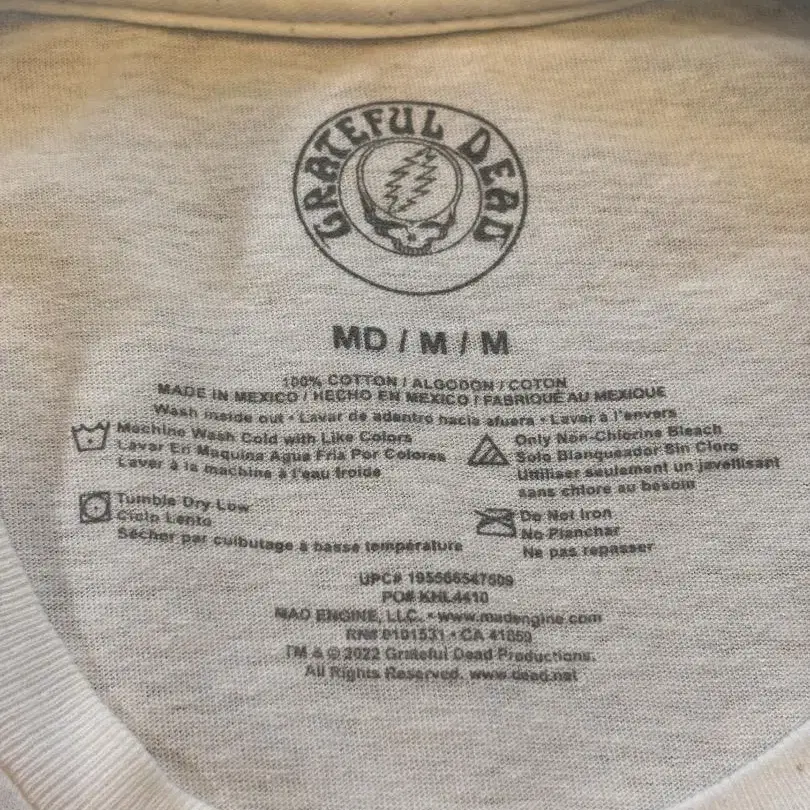 GRATEFUL DEAD
MD / M / M
100% COTTON / ALGODON / COTON
MADE IN MEXICO / HECHO EN MEXICO / FABRIQUÉ AU MEXIQUE
Wash inside out • Lavar de adentro hacia afuera • Laver à l'envers
Machine Wash Cold with Like Colors
Lavar En Maquina Agua Fria Por Colores
Laver à la machine à l'eau froide
Only Non-Chlorine Bleach
Solo Blanqueador Sin Cloro
Utiliser seulement un javellisant
sans chlore au besoin
Tumble Dry Low
Ciclo Lento
Sécher par culbutage à basse température
Do Not Iron
No Planchar
Ne pas repasser
UPC# 195566547609
PO# KHL4410
MAD ENGINE, LLC. • www.madengine.com
RN# 0101531 • CA 41850
TM & © 2022 Grateful Dead Productions.
All Rights Reserved. www.dead.net